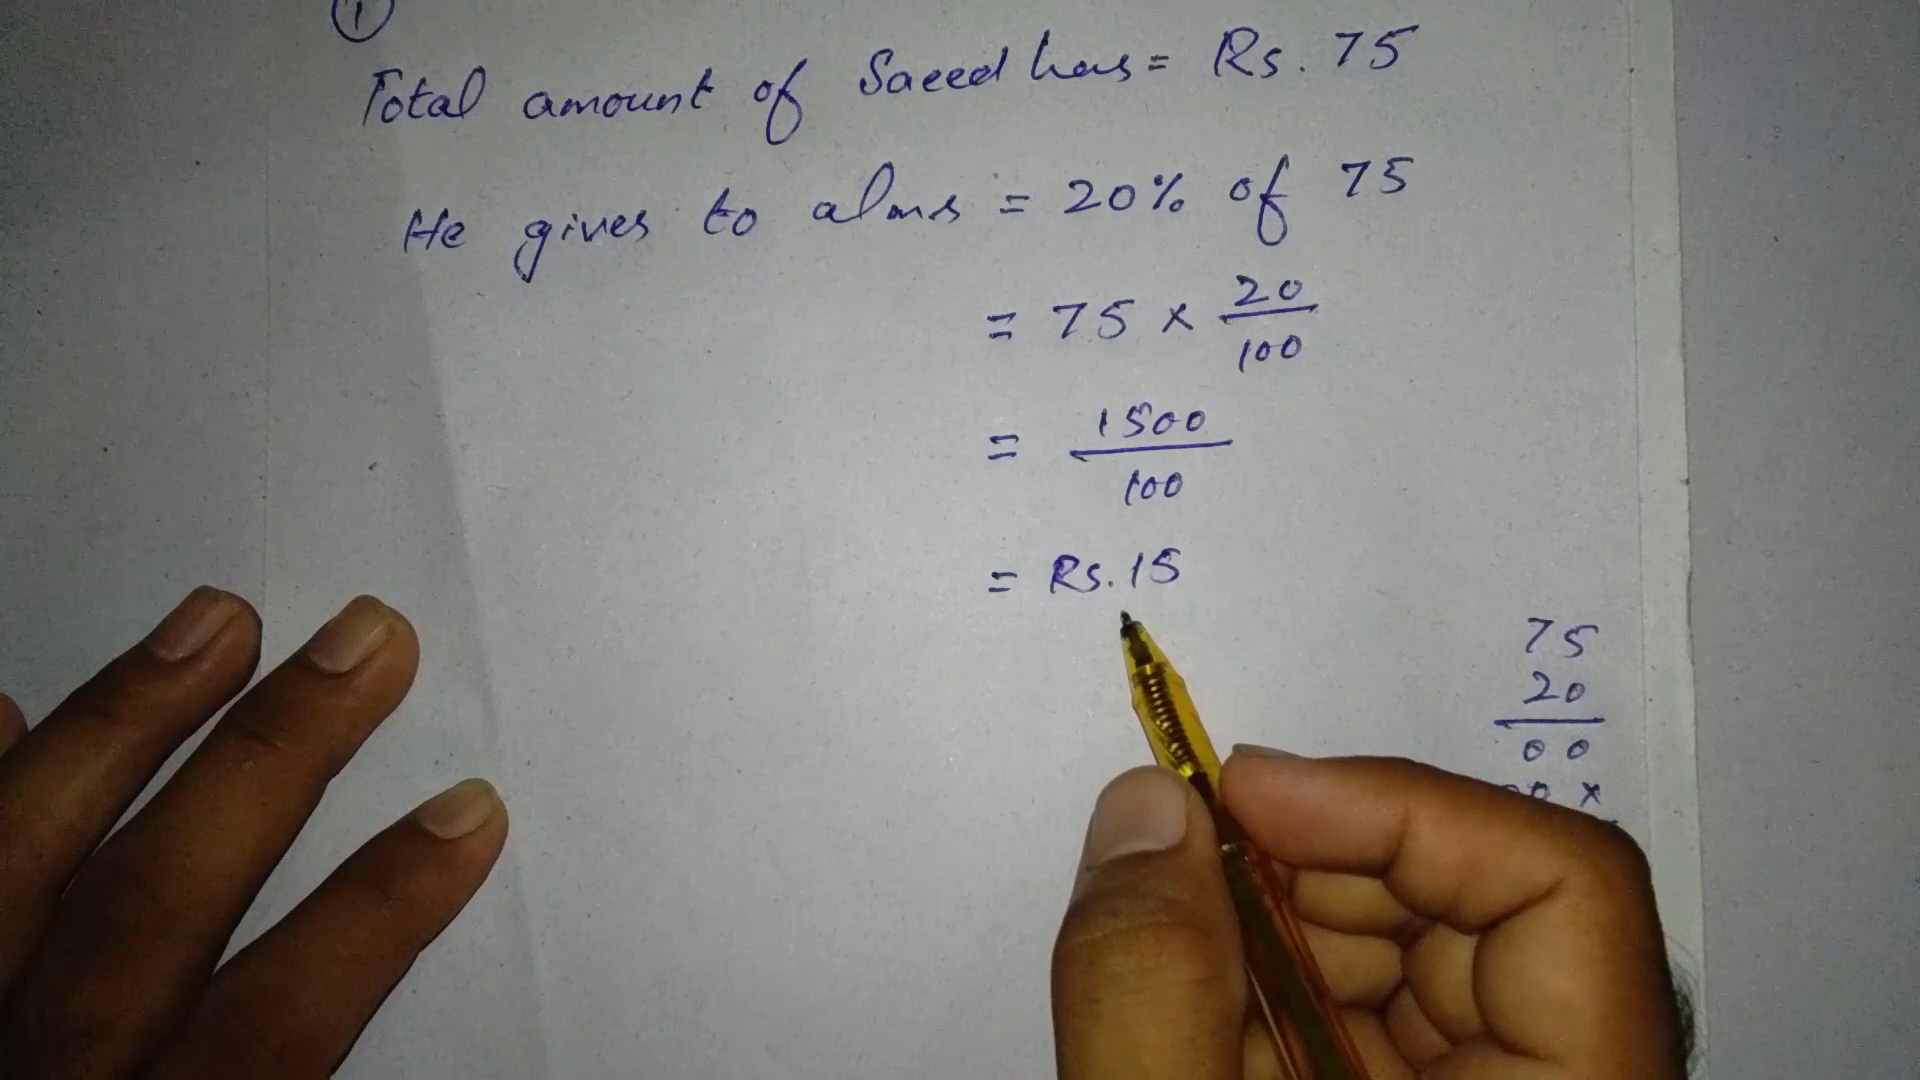 1
Total amount of Saeed has = Rs. 75
He gives to alms = 20% of 75
= 75 × 20/100
= 1500/100
= Rs. 15
75
20
00
×